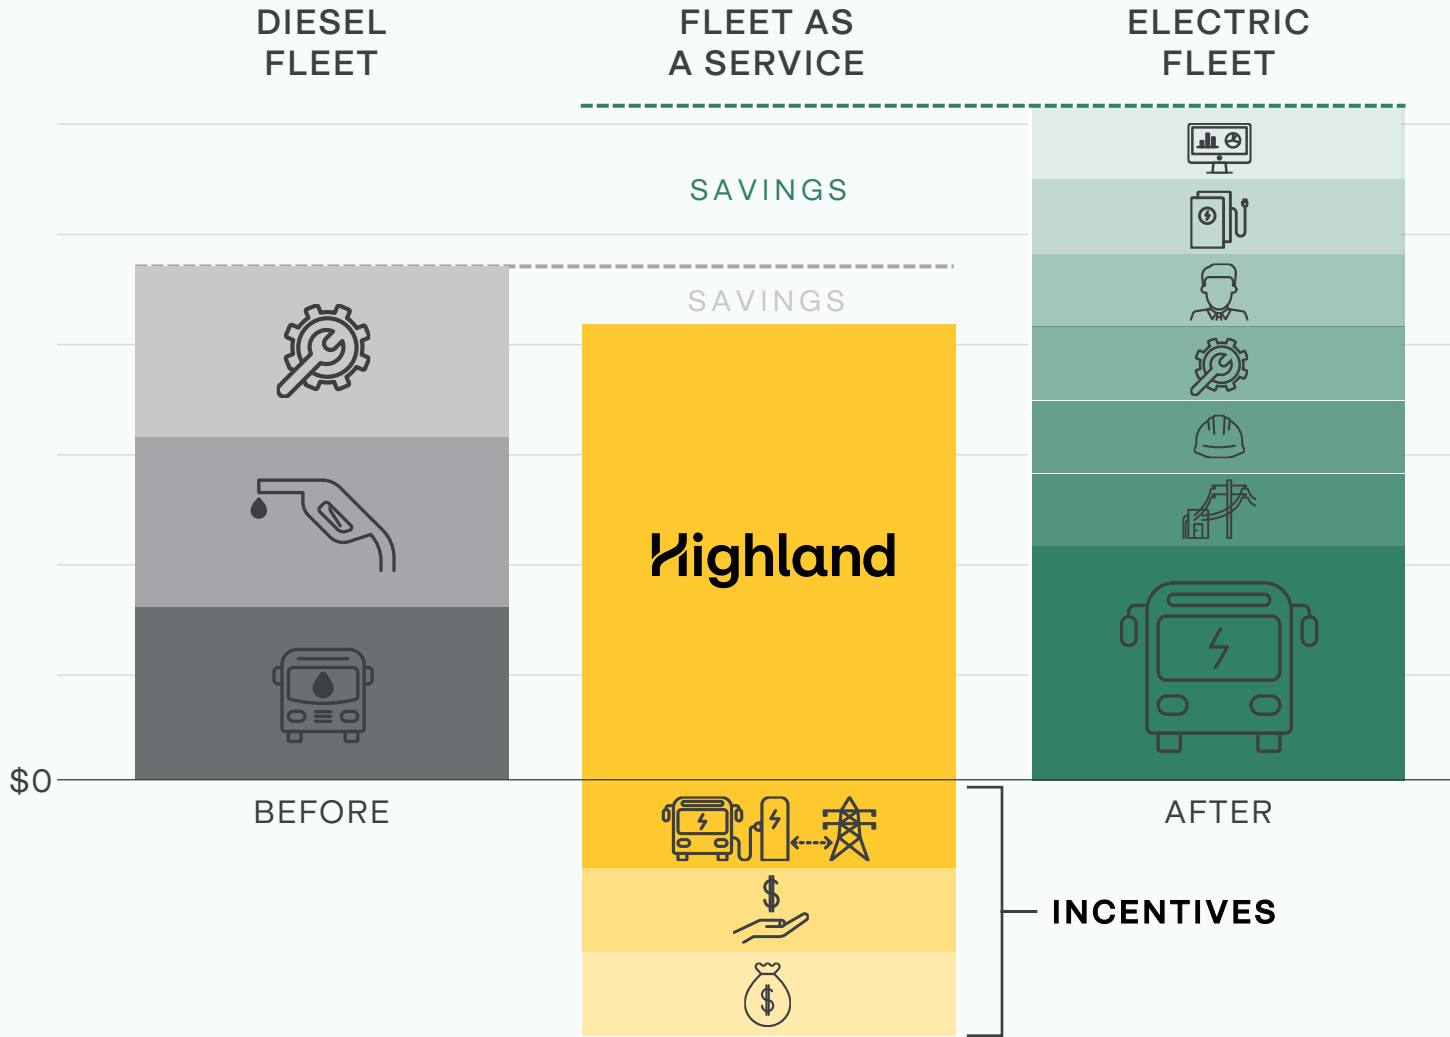 DIESEL
FLEET
FLEET AS
A SERVICE
ELECTRIC
FLEET
SAVINGS
SAVINGS
Highland
$0
BEFORE
AFTER
$
INCENTIVES
$